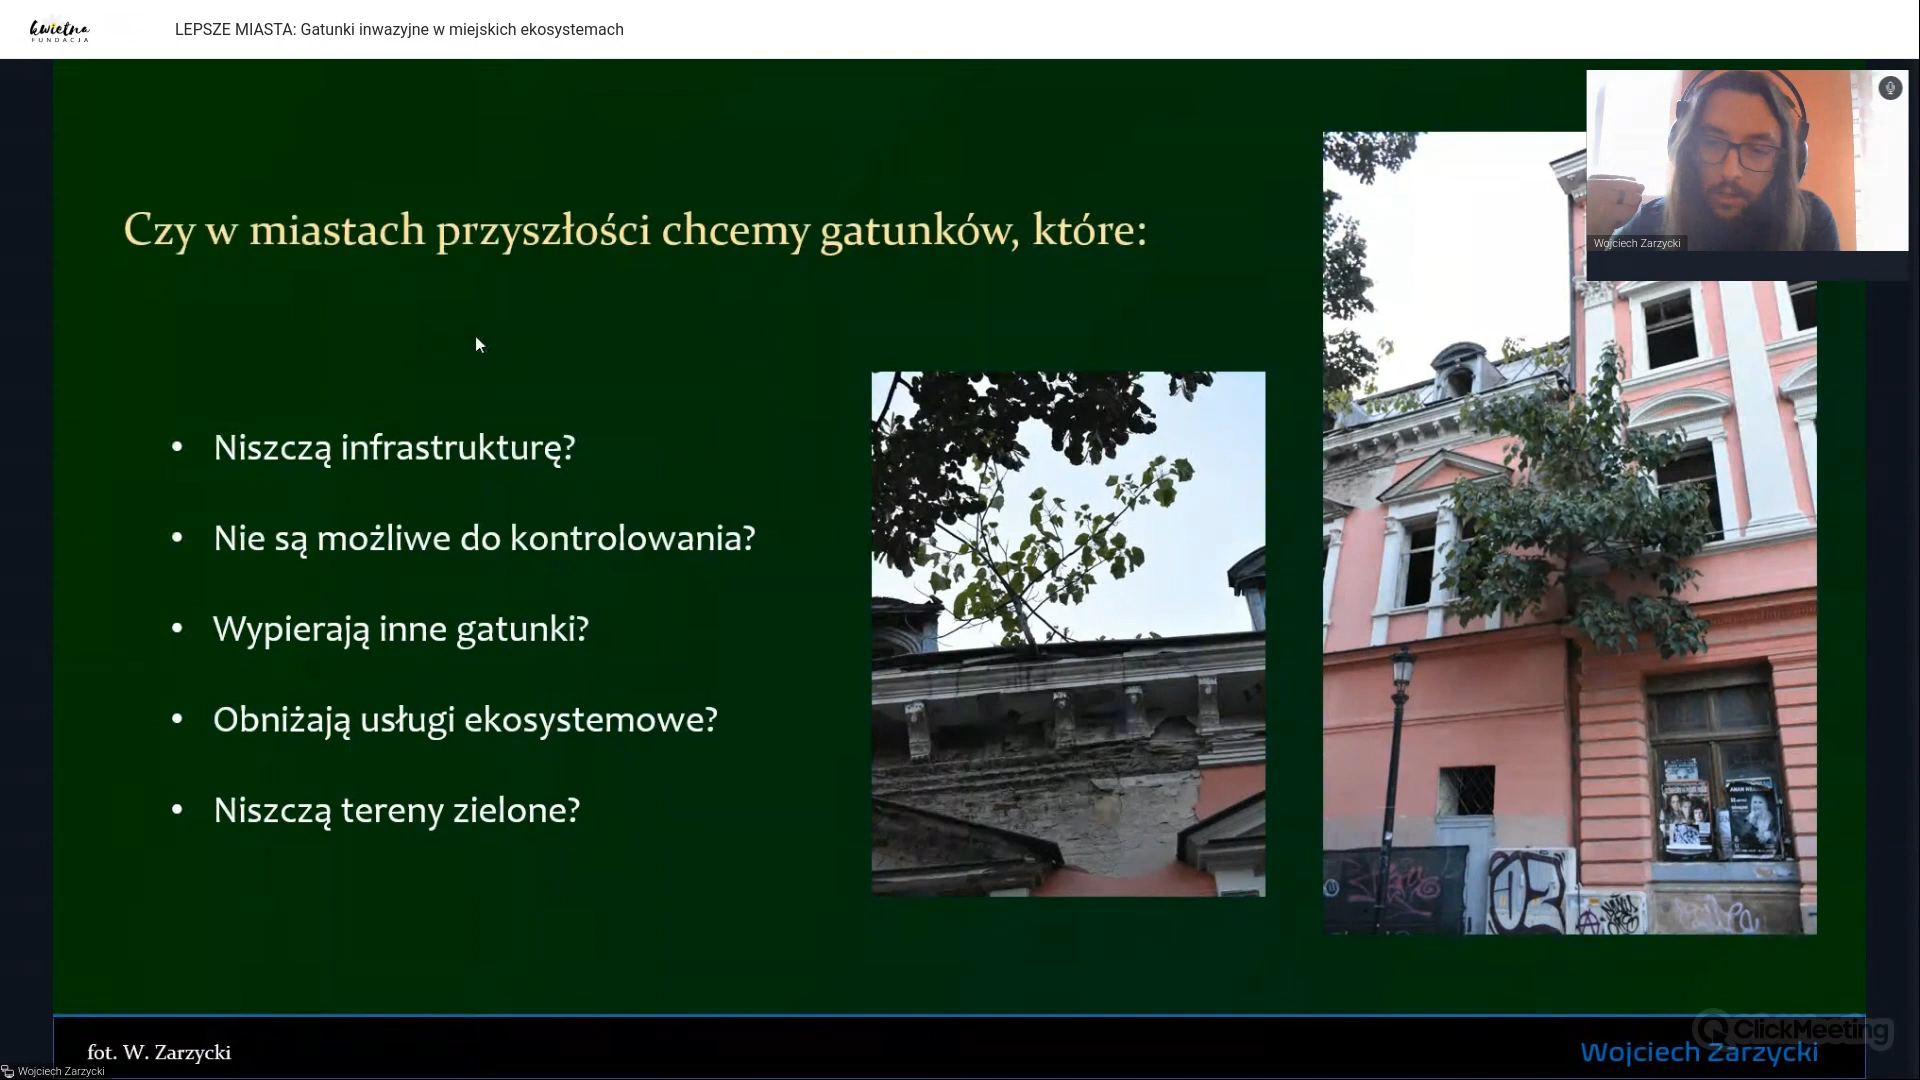 kwietna
FUNDACJA
LEPSZE MIASTA: Gatunki inwazyjne w miejskich ekosystemach
Wojciech Zarzycki
Czy w miastach przyszłości chcemy gatunków, które:
• Niszczą infrastrukturę?
• Nie są możliwe do kontrolowania?
• Wypierają inne gatunki?
• Obniżają usługi ekosystemowe?
• Niszczą tereny zielone?
fot. W. Zarzycki
ClickMeeting
Wojciech Zarzycki
Wojciech Zarzycki